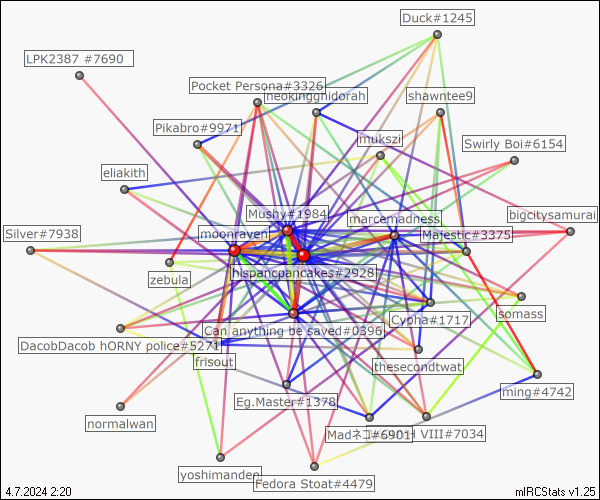 Duck#1245
LPK2387 #7690
Pocket Persona#3326
neokingghidorah
shawntee9
Pikabro#9971
mukszi
Swirly Boi#6154
eliakith
Mushy#1984
marcemadness
bigcitysamurai
Silver#7938
moonraven
Majestic#3375
zebula
hispancpancakes#2928
somass
Can anything be saved#0396
Cypha#1717
DacobDacob hORNY police#5271
frisout
thesecondtwat
ming#4742
Eg.Master#1378
normalwan
Madネコ#6901
VIII#7034
yoshimanden
Fedora Stoat#4479
4.7.2024 2:20
mIRCStats v1.25